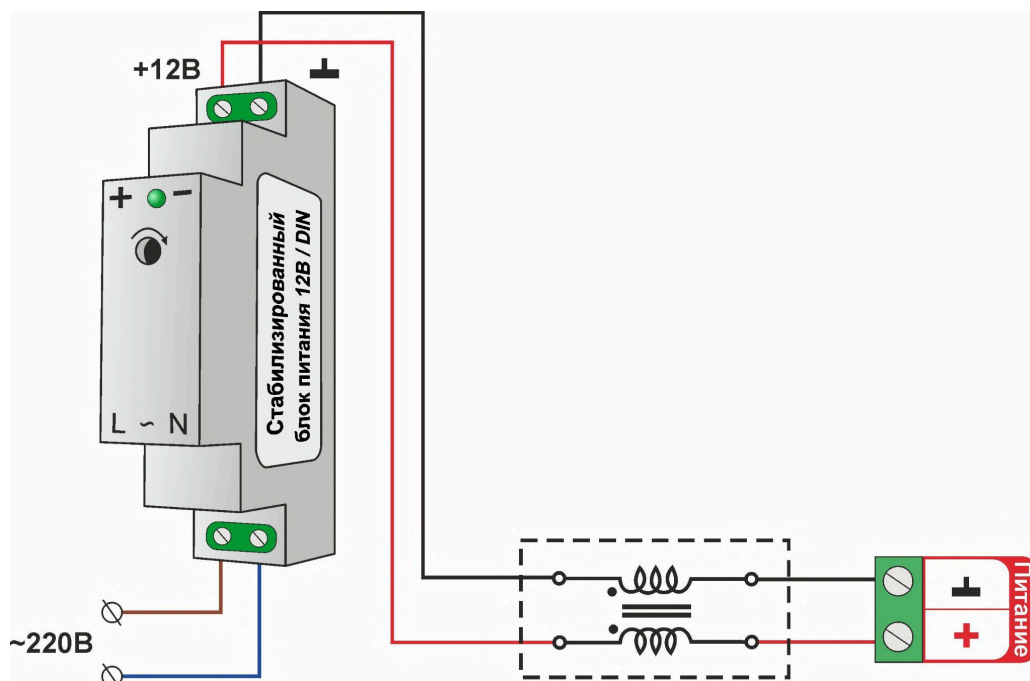 +12В
+ −
Стабилизированный
блок питания 12В / DIN
L ~ N
~220В
Питание
+